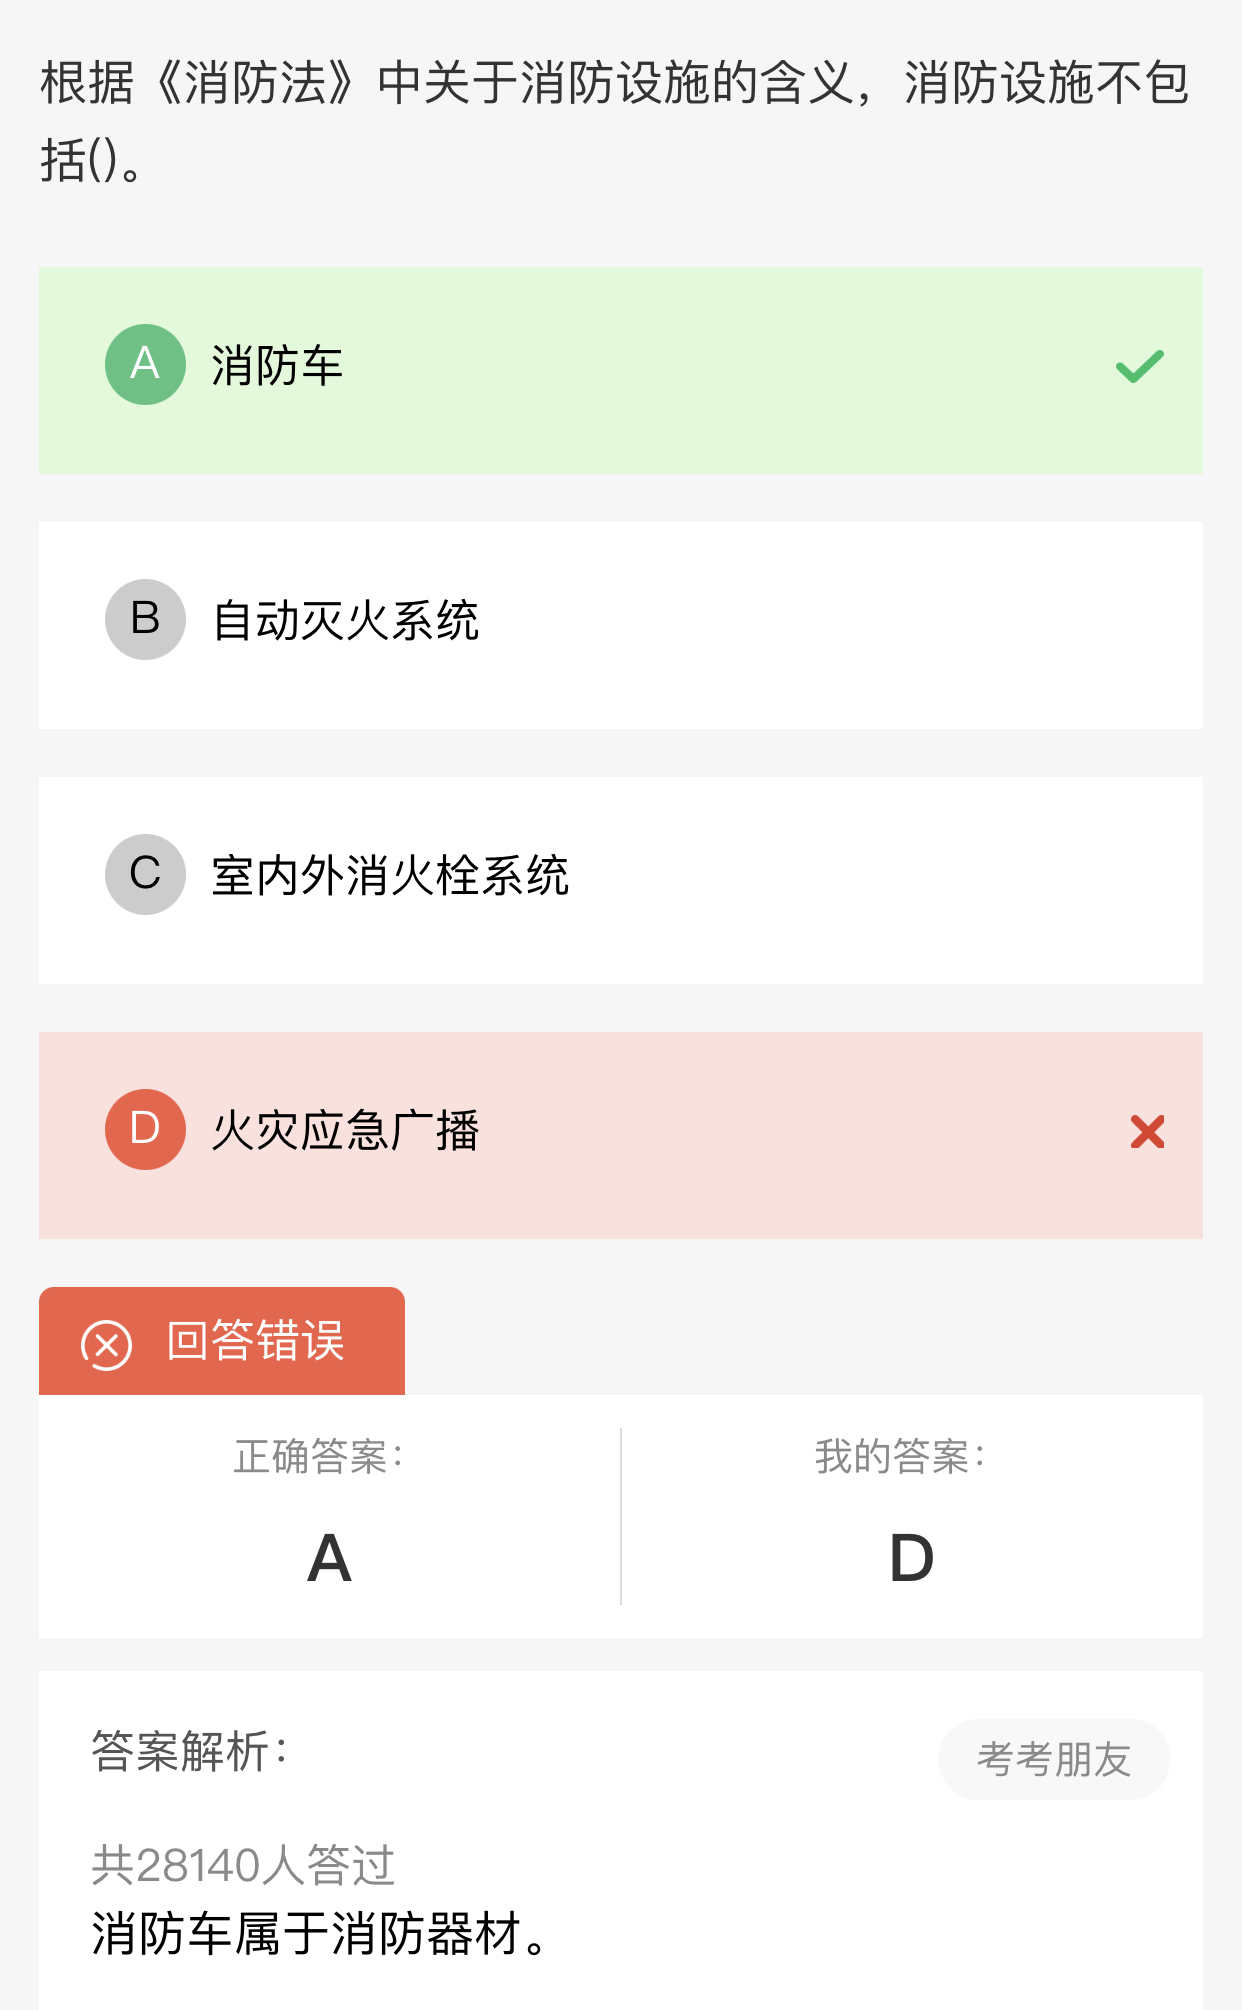 根据《消防法》中关于消防设施的含义，消防设施不包
括()。
A 消防车
B 自动灭火系统
C 室内外消火栓系统
D 火灾应急广播
回答错误
正确答案： 我的答案：
A D
答案解析： 考考朋友
共28140人答过
消防车属于消防器材。